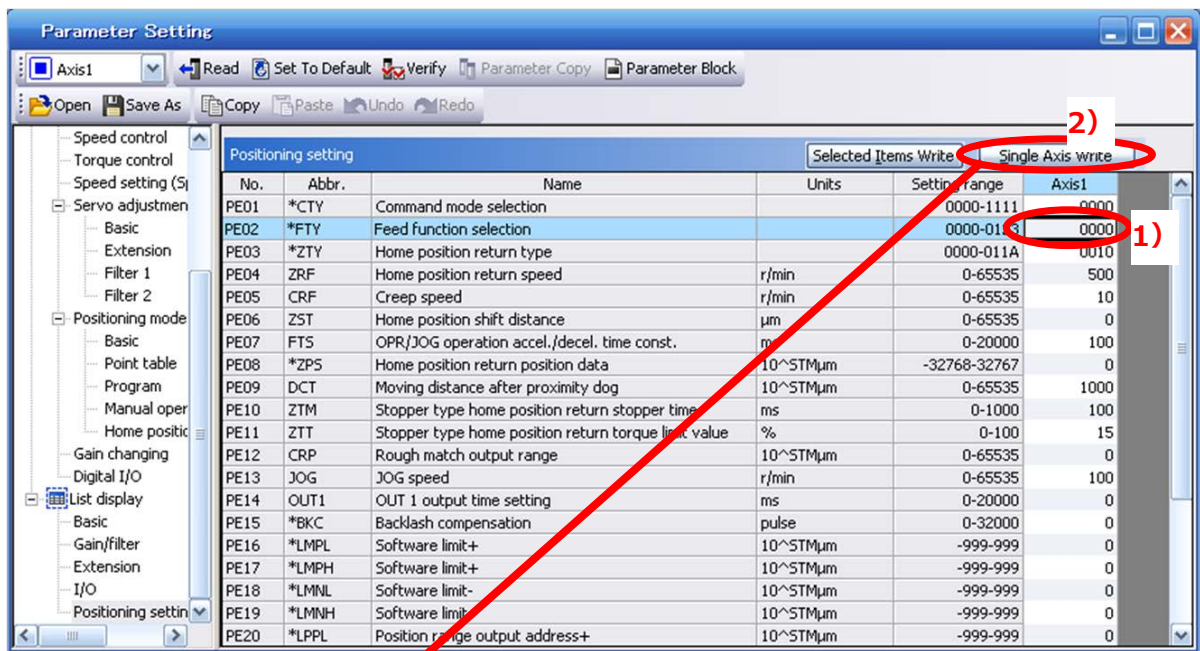 Parameter Setting
Axis1 Read Set To Default Verify Parameter Copy Parameter Block
Open Save As Copy Paste Undo Redo
2)
Speed control
Torque control
Speed setting (Sp
Servo adjustmen
Basic
Extension
Filter 1
Filter 2
Positioning mode
Basic
Point table
Program
Manual oper
Home positic
Gain changing
Digital I/O
List display
Basic
Gain/filter
Extension
I/O
Positioning settin
Positioning setting Selected Items Write Single Axis Write
No. Abbr. Name Units Setting range Axis1
PE01 *CTY Command mode selection 0000-1111 0000
PE02 *FTY Feed function selection 0000
1)
PE03 *ZTY Home position return type 0000-011A 0010
PE04 ZRF Home position return speed r/min 0-65535 500
PE05 CRF Creep speed r/min 0-65535 10
PE06 ZST Home position shift distance µm 0-65535 0
PE07 FTS OPR/JOG operation accel./decel. time const. 0-20000 100
PE08 *ZPS Home position return position data 10^STMµm -32768-32767 0
PE09 DCT Moving distance after proximity dog 10^STMµm 0-65535 1000
PE10 ZTM Stopper type home position return stopper time ms 0-1000 100
PE11 ZTT Stopper type home position return torque limit value % 0-100 15
PE12 CRP Rough match output range 10^STMµm 0-65535 0
PE13 JOG JOG speed r/min 0-65535 100
PE14 OUT1 OUT 1 output time setting ms 0-20000 0
PE15 *BKC Backlash compensation pulse 0-32000 0
PE16 *LMPL Software limit+ 10^STMµm -999-999 0
PE17 *LMPH Software limit+ 10^STMµm -999-999 0
PE18 *LMNL Software limit- 10^STMµm -999-999 0
PE19 *LMNH Software limit 10^STMµm -999-999 0
PE20 *LPPL Position range output address+ 10^STMµm -999-999 0